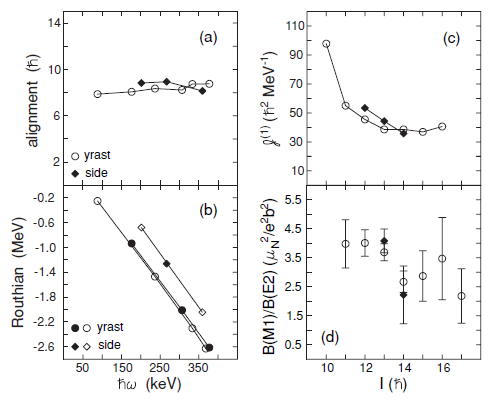 14
10
6
2
alignment (ħ)
(a)
yrast
side
-0.2
-0.6
-1.0
-1.4
-1.8
-2.2
-2.6
Routhian (MeV)
(b)
yrast
side
50 150 250 350
ħω (keV)
110
90
70
50
30
10
𝒥(1) (ħ2 MeV-1)
(c)
5.5
4.5
3.5
2.5
1.5
0.5
B(M1)/B(E2) (μN2/e2b2)
(d)
10 12 14 16
I (ħ)